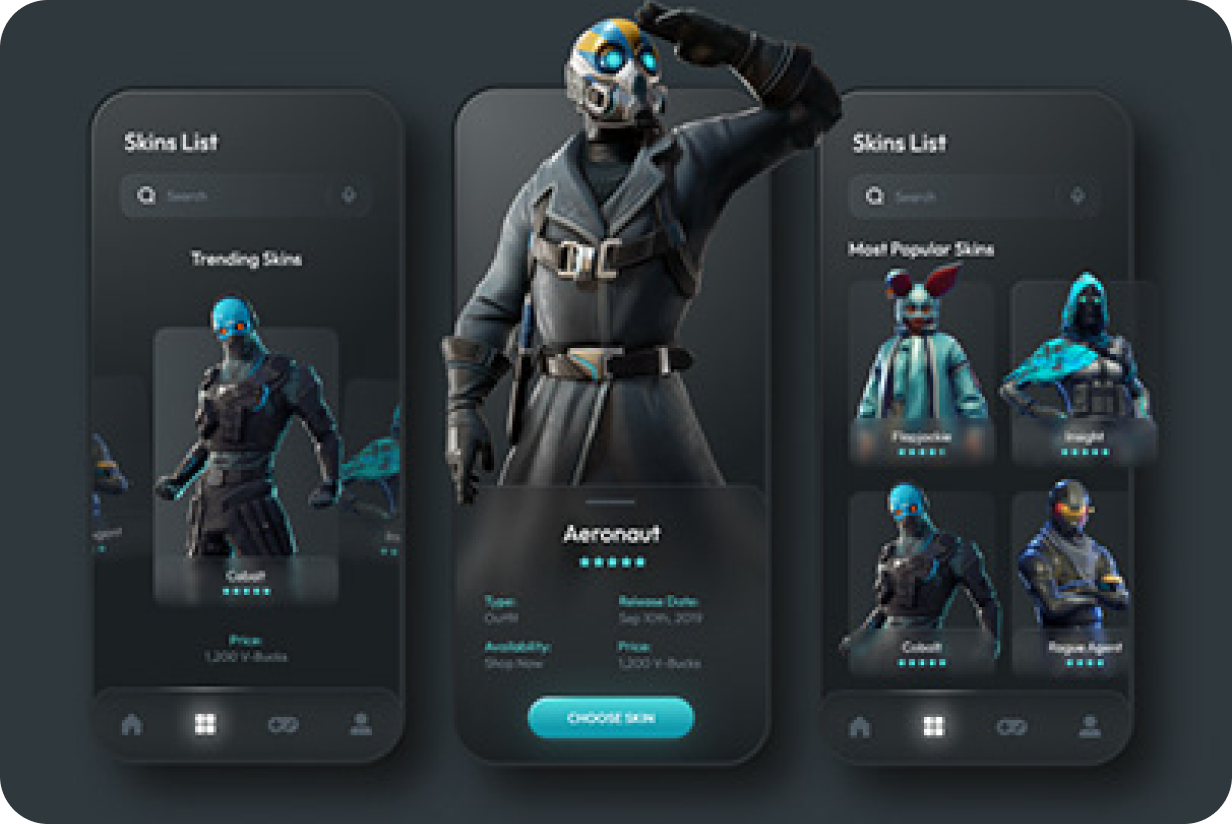 Skins List
Search
Trending Skins
Cobalt
Price:
1,200 V-Bucks
Aeronaut
Type:
Outfit
Release Date:
Sep 10th, 2019
Availability:
Shop Now
Price:
1,200 V-Bucks
CHOOSE SKIN
Skins List
Search
Most Popular Skins
Flapjackie
Insight
Cobalt
Rogue Agent